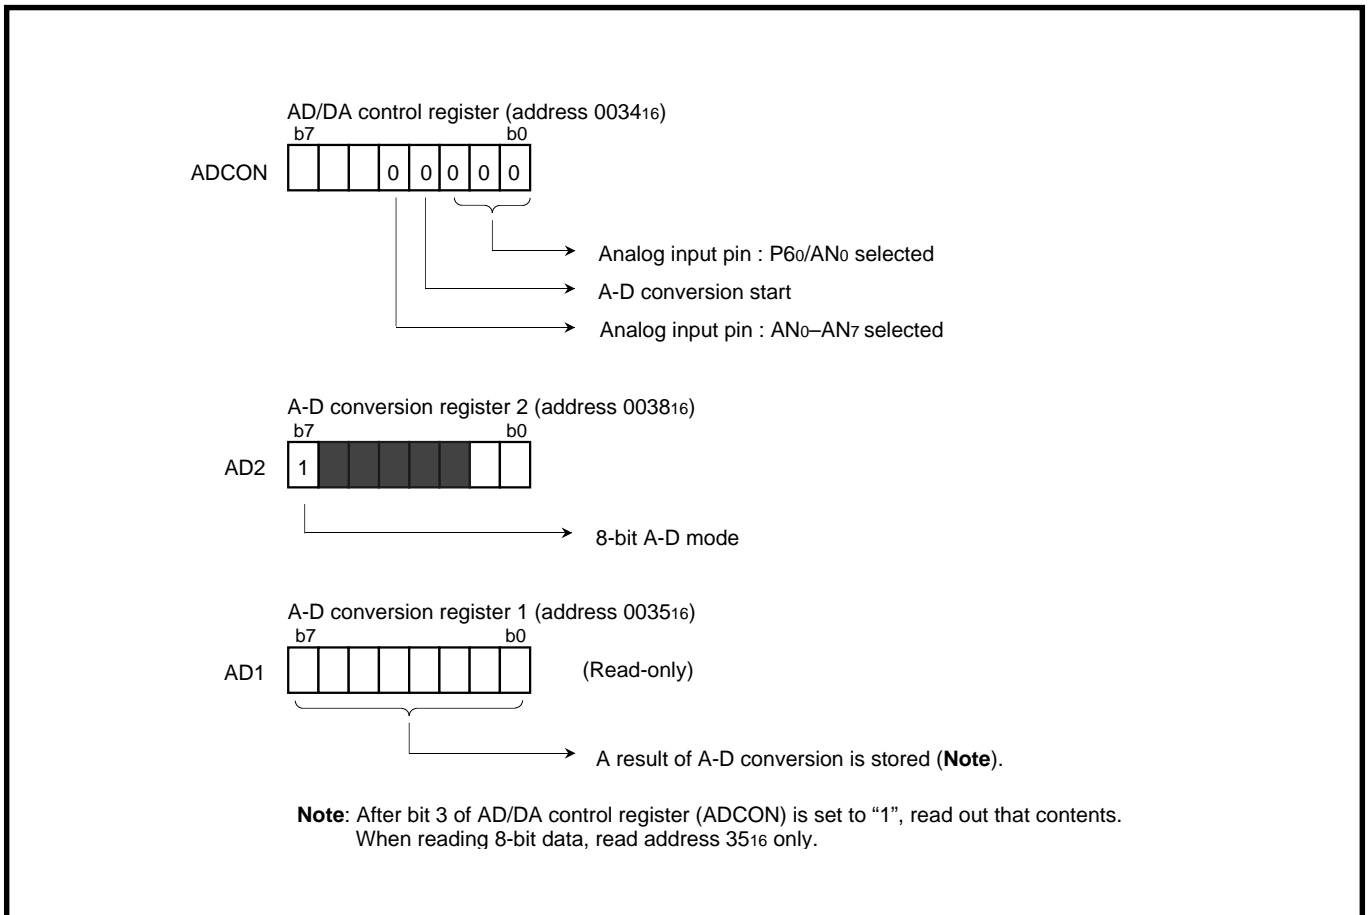 AD/DA control register (address 003416)
b7 b0
ADCON 0 0 0 0 0
Analog input pin : P60/AN0 selected
A-D conversion start
Analog input pin : AN0–AN7 selected
A-D conversion register 2 (address 003816)
b7 b0
AD2 1
8-bit A-D mode
A-D conversion register 1 (address 003516)
b7 b0
AD1 (Read-only)
A result of A-D conversion is stored (Note).
Note: After bit 3 of AD/DA control register (ADCON) is set to “1”, read out that contents.
When reading 8-bit data, read address 3516 only.